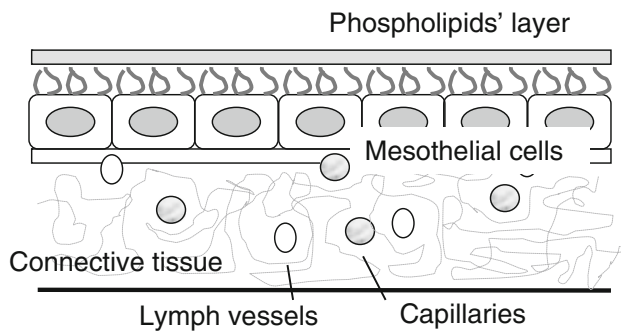 Phospholipids' layer
Mesothelial cells
Connective tissue
Lymph vessels
Capillaries